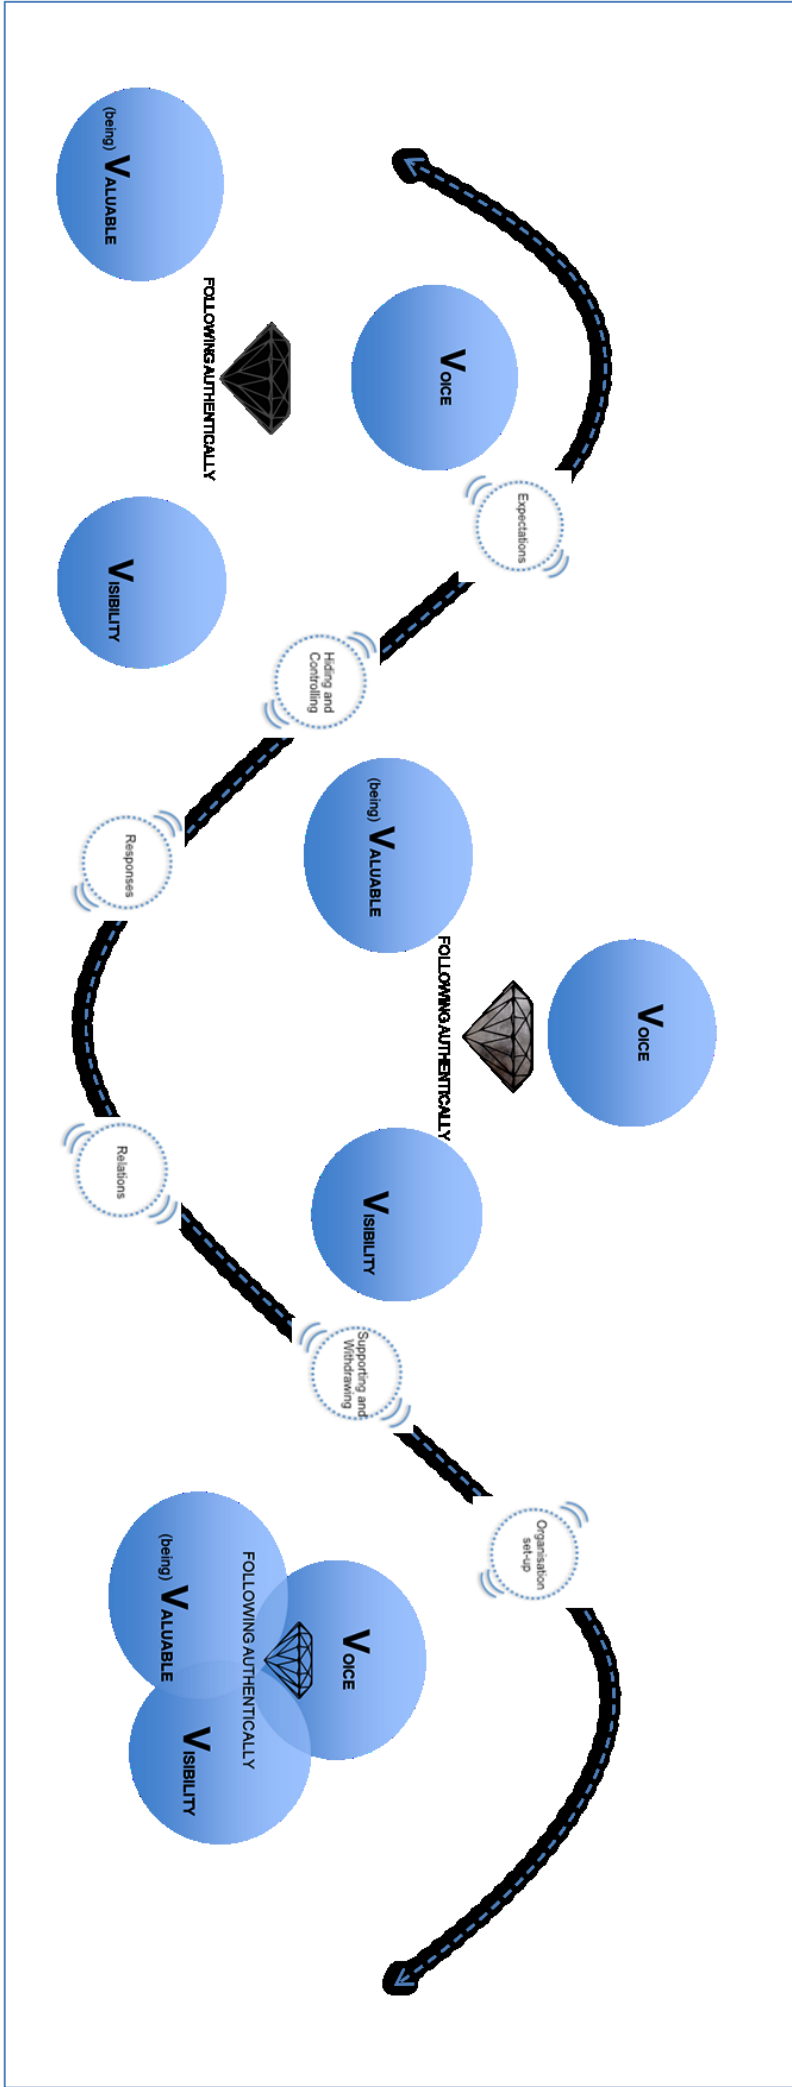 VOICE
(being) VALUABLE
FOLLOWING AUTHENTICALLY
VISIBILITY
Expectations
Hiding and
Controlling
Responses
VOICE
(being) VALUABLE
FOLLOWING AUTHENTICALLY
VISIBILITY
Relations
Supporting and
Withdrawing
Organisation
set-up
VOICE
FOLLOWING AUTHENTICALLY
(being) VALUABLE
VISIBILITY